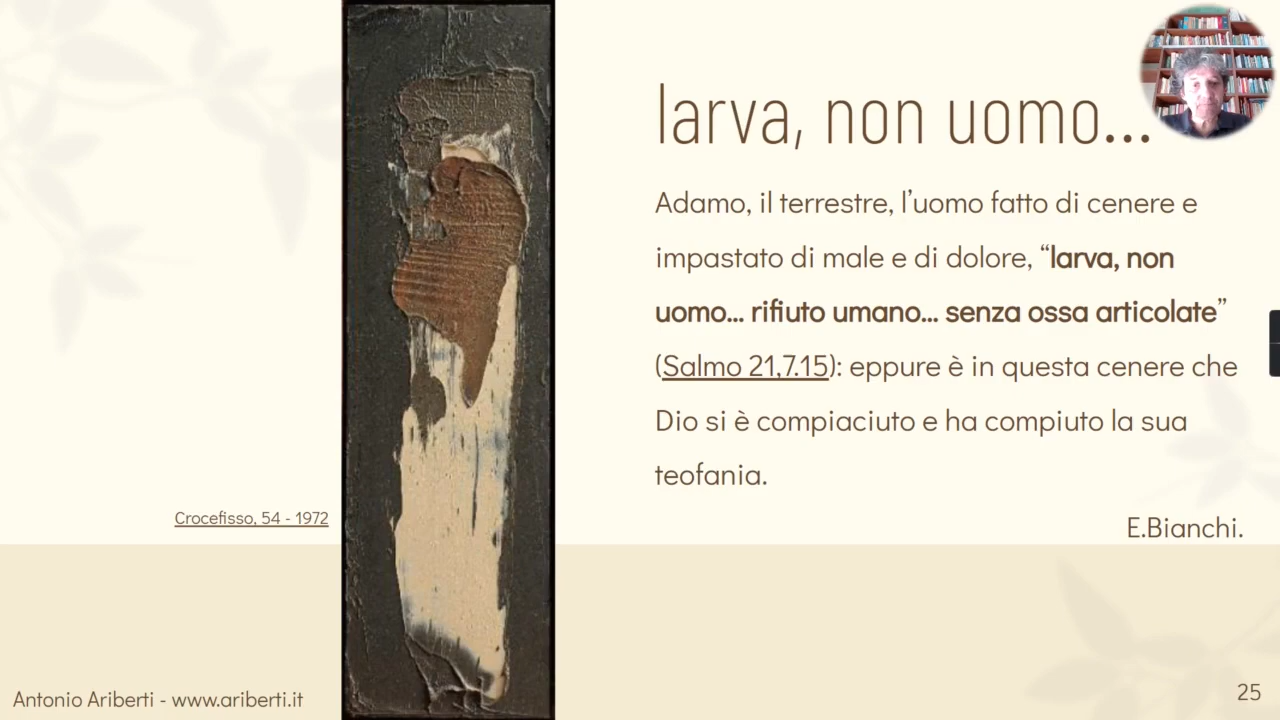 larva, non uomo...
Adamo, il terrestre, l’uomo fatto di cenere e
impastato di male e di dolore, “larva, non
uomo... rifiuto umano... senza ossa articolate”
(Salmo 21,7.15): eppure è in questa cenere che
Dio si è compiaciuto e ha compiuto la sua
teofania.
E.Bianchi.
Crocefisso, 54 - 1972
Antonio Ariberti - www.ariberti.it
25